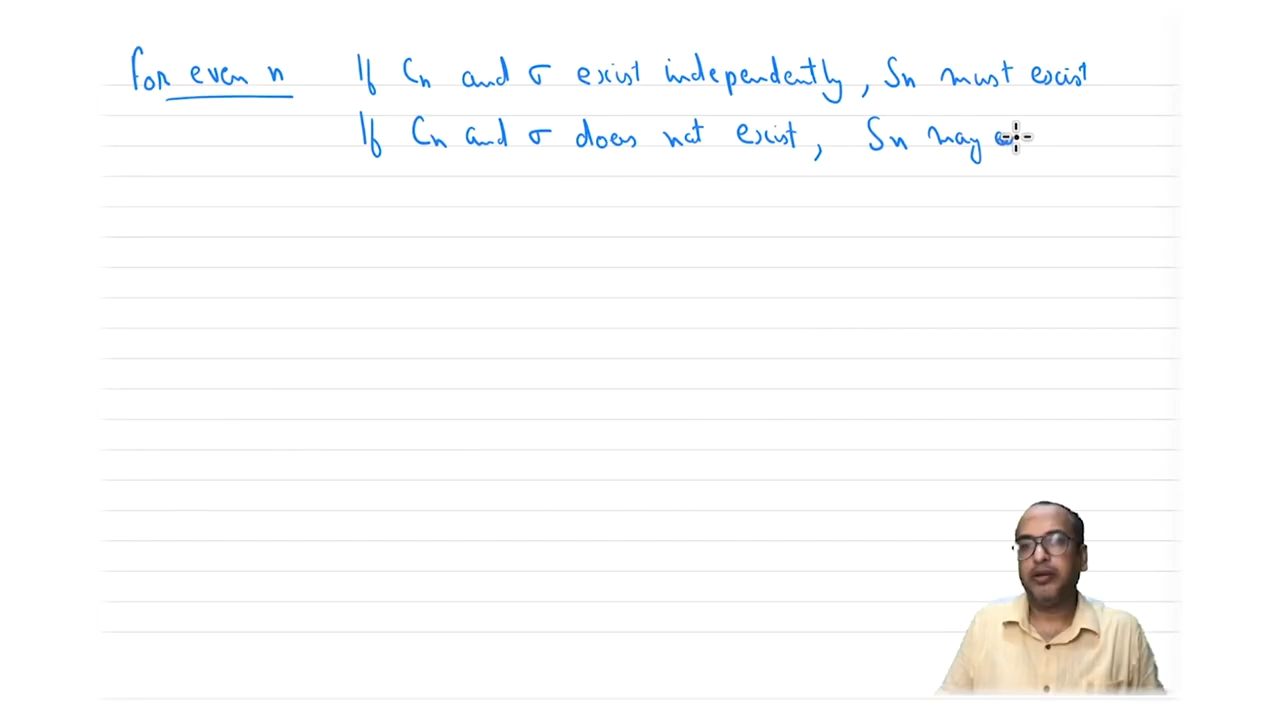 For even n If Cn and σ exist independently, Sn must exist
If Cn and σ does not exist, Sn may